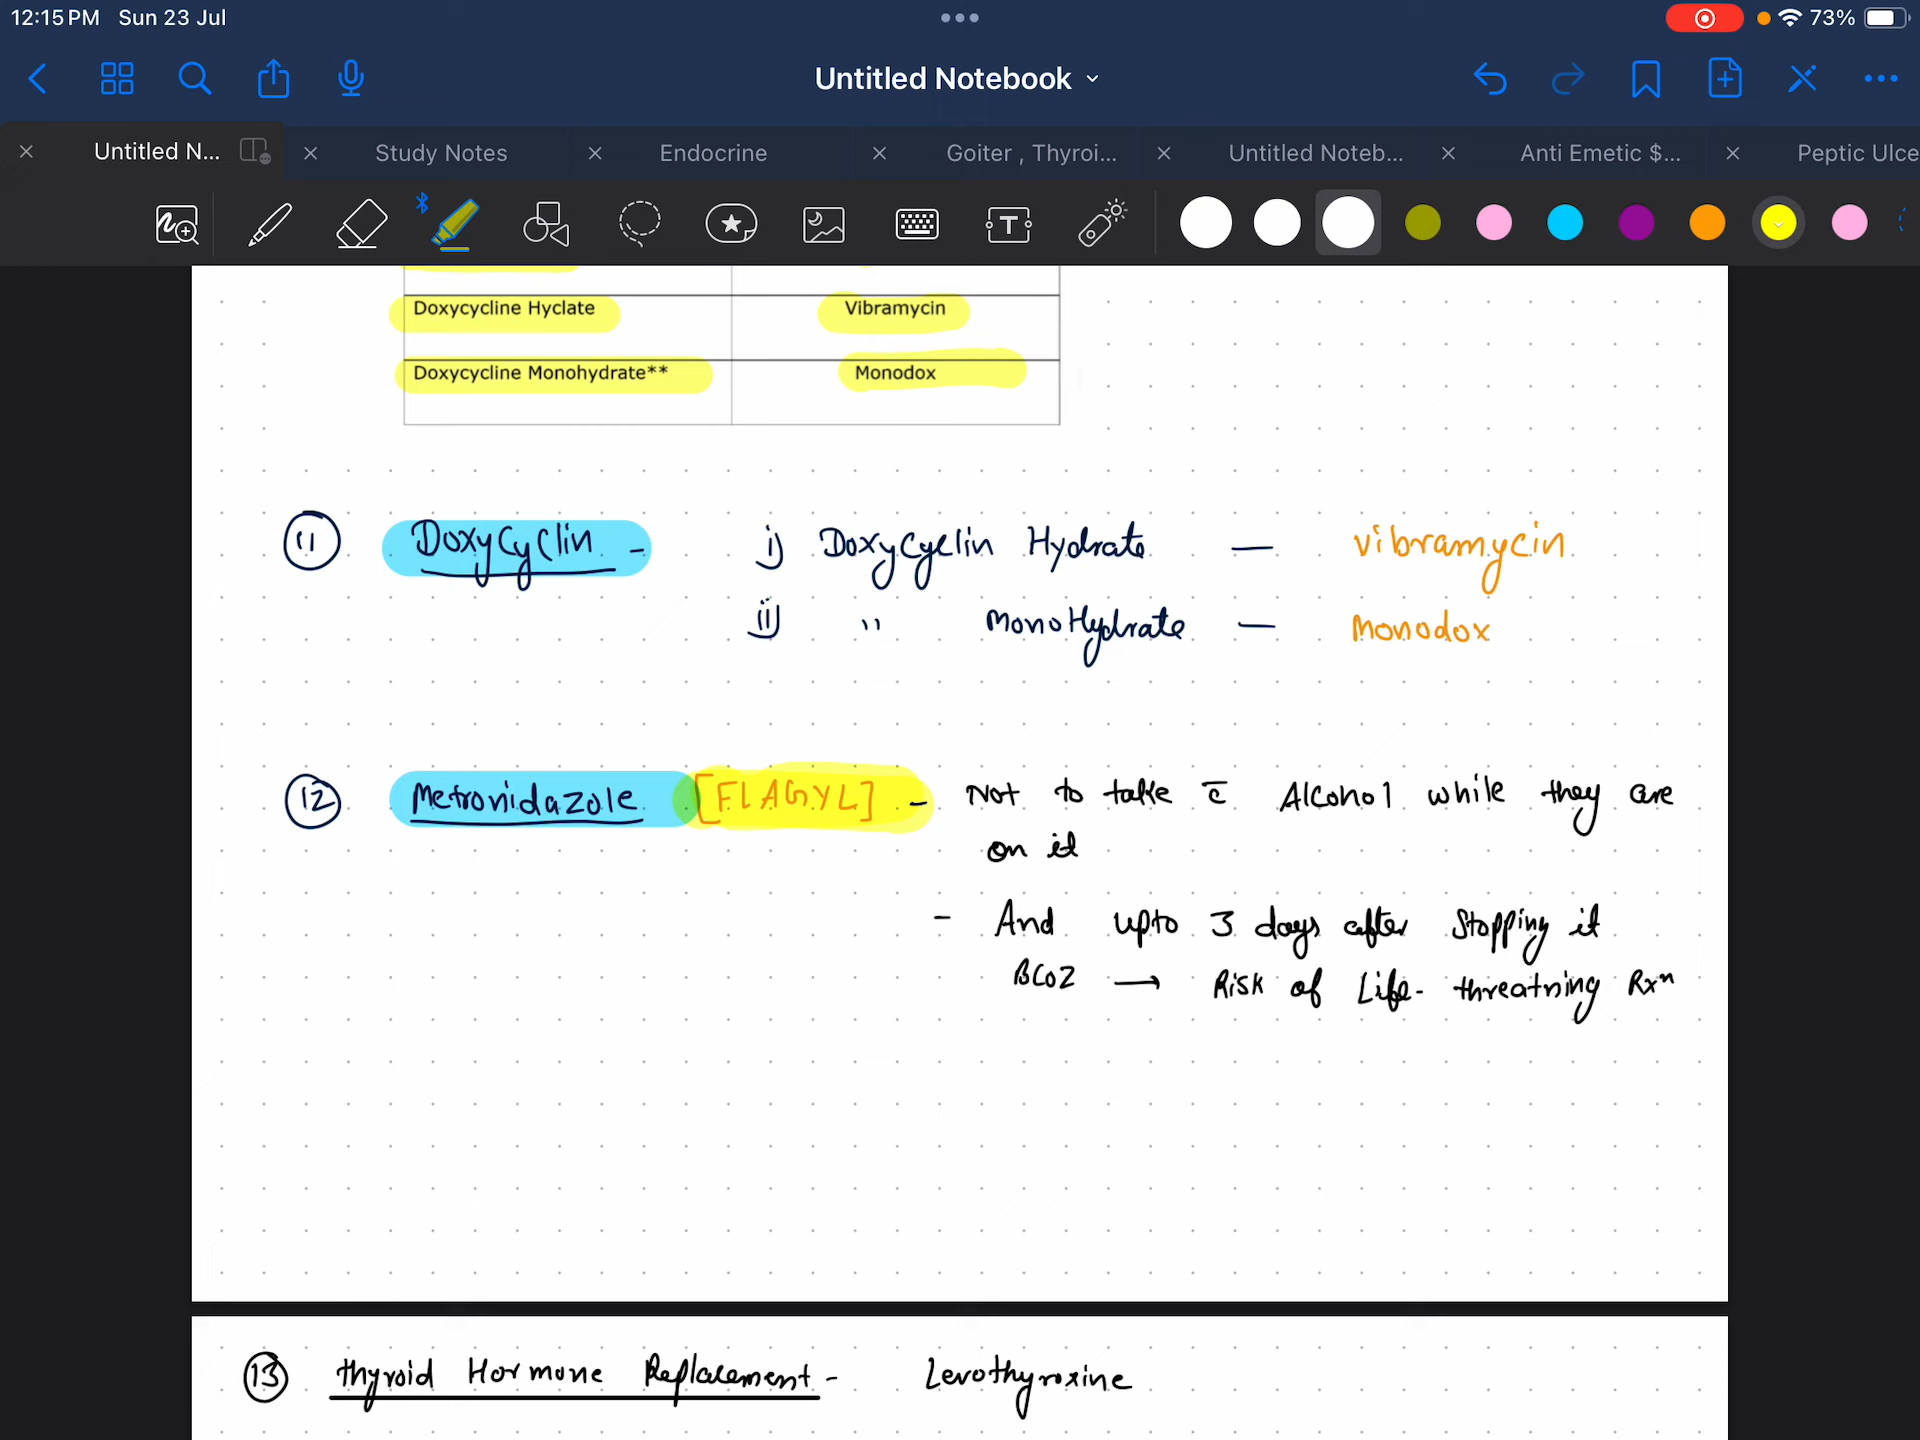 12:15 PM Sun 23 Jul 73%
Untitled Notebook
Untitled N... Study Notes Endocrine Goiter , Thyroi... Untitled Noteb... Anti Emetic $... Peptic Ulce
Doxycycline Hyclate Vibramycin
Doxycycline Monohydrate** Monodox
11 Doxycyclin - i) Doxycyclin Hydrate — vibramycin
ii) " MonoHydrate — Monodox
12 Metronidazole [FLAGYL] - Not to take c̄ Alcohol while they are
on it
- And upto 3 days after stopping it
BCOZ → Risk of Life-threatning Rxn
13 Thyroid Hormone Replacement - Levothyroxine